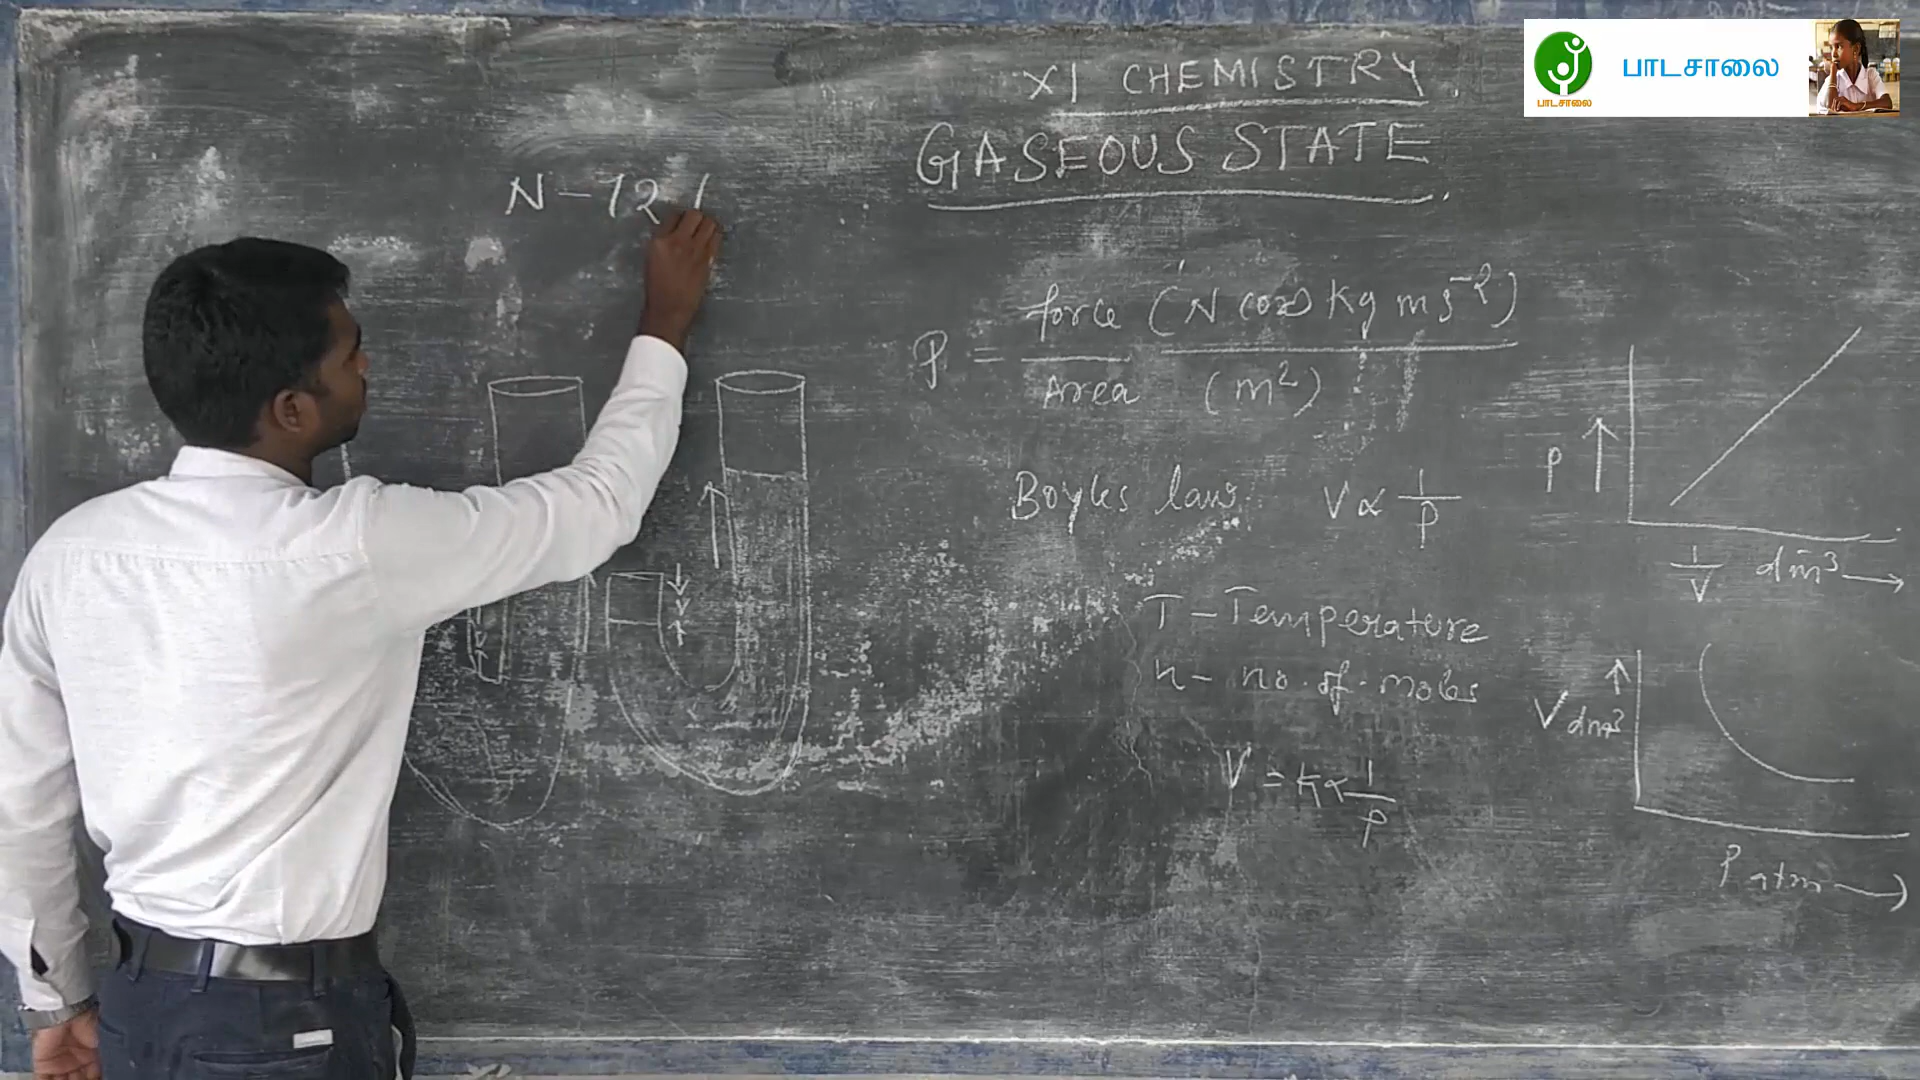 XI CHEMISTRY
GASEOUS STATE
பாடசாலை
பாடசாலை
N - 72 /
P = force (N (or) kg m s⁻²)
Area (m²)
Boyles law V ∝ 1/P
T - Temperature
n - no. of. moles
V = k × 1/P
P ↑
1/V dm³ →
↑
V dm³
P atm →